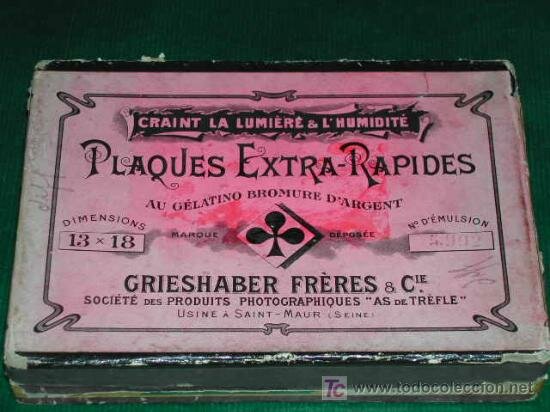 CRAINT LA LUMIÈRE & L'HUMIDITÉ
PLAQUES EXTRA-RAPIDES
AU GÉLATINO BROMURE D'ARGENT
DIMENSIONS
13 × 18
MARQUE DÉPOSÉE
N° D'ÉMULSION
GRIESHABER FRÈRES & CIE
SOCIÉTÉ DES PRODUITS PHOTOGRAPHIQUES "AS DE TRÈFLE"
USINE À SAINT-MAUR (SEINE)
TC www.todocoleccion.net